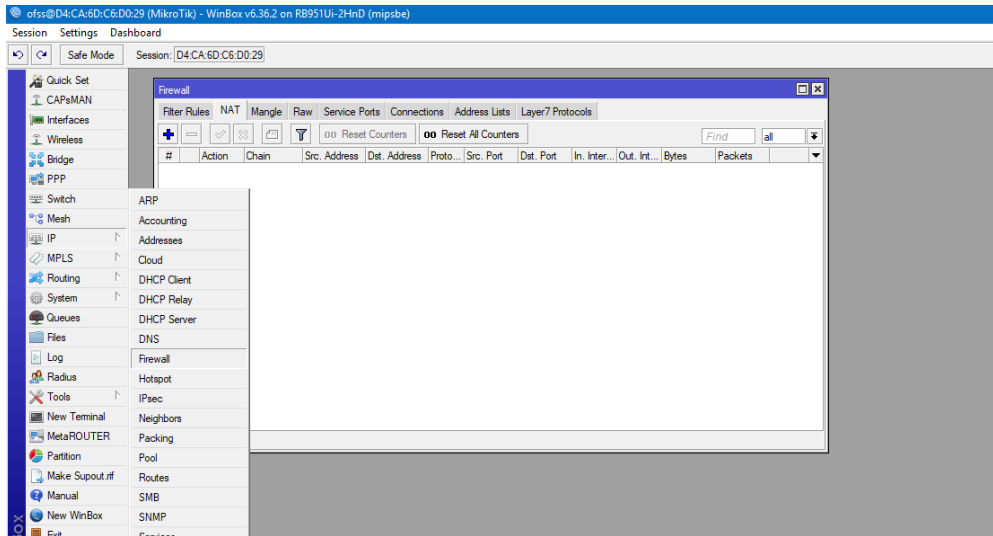 ofss@D4:CA:6D:C6:D0:29 (MikroTik) - WinBox v6.36.2 on RB951Ui-2HnD (mipsbe)
Session Settings Dashboard
Safe Mode Session: D4:CA:6D:C6:D0:29
Quick Set
CAPsMAN
Interfaces
Wireless
Bridge
PPP
Switch
Mesh
IP
MPLS
Routing
System
Queues
Files
Log
Radius
Tools
New Terminal
MetaROUTER
Partition
Make Supout.rif
Manual
New WinBox
Exit
ARP
Accounting
Addresses
Cloud
DHCP Client
DHCP Relay
DHCP Server
DNS
Firewall
Hotspot
IPsec
Neighbors
Packing
Pool
Routes
SMB
SNMP
Services
Firewall
Filter Rules NAT Mangle Raw Service Ports Connections Address Lists Layer7 Protocols
00 Reset Counters 00 Reset All Counters Find all
# Action Chain Src. Address Dst. Address Proto... Src. Port Dst. Port In. Inter... Out. Int... Bytes Packets